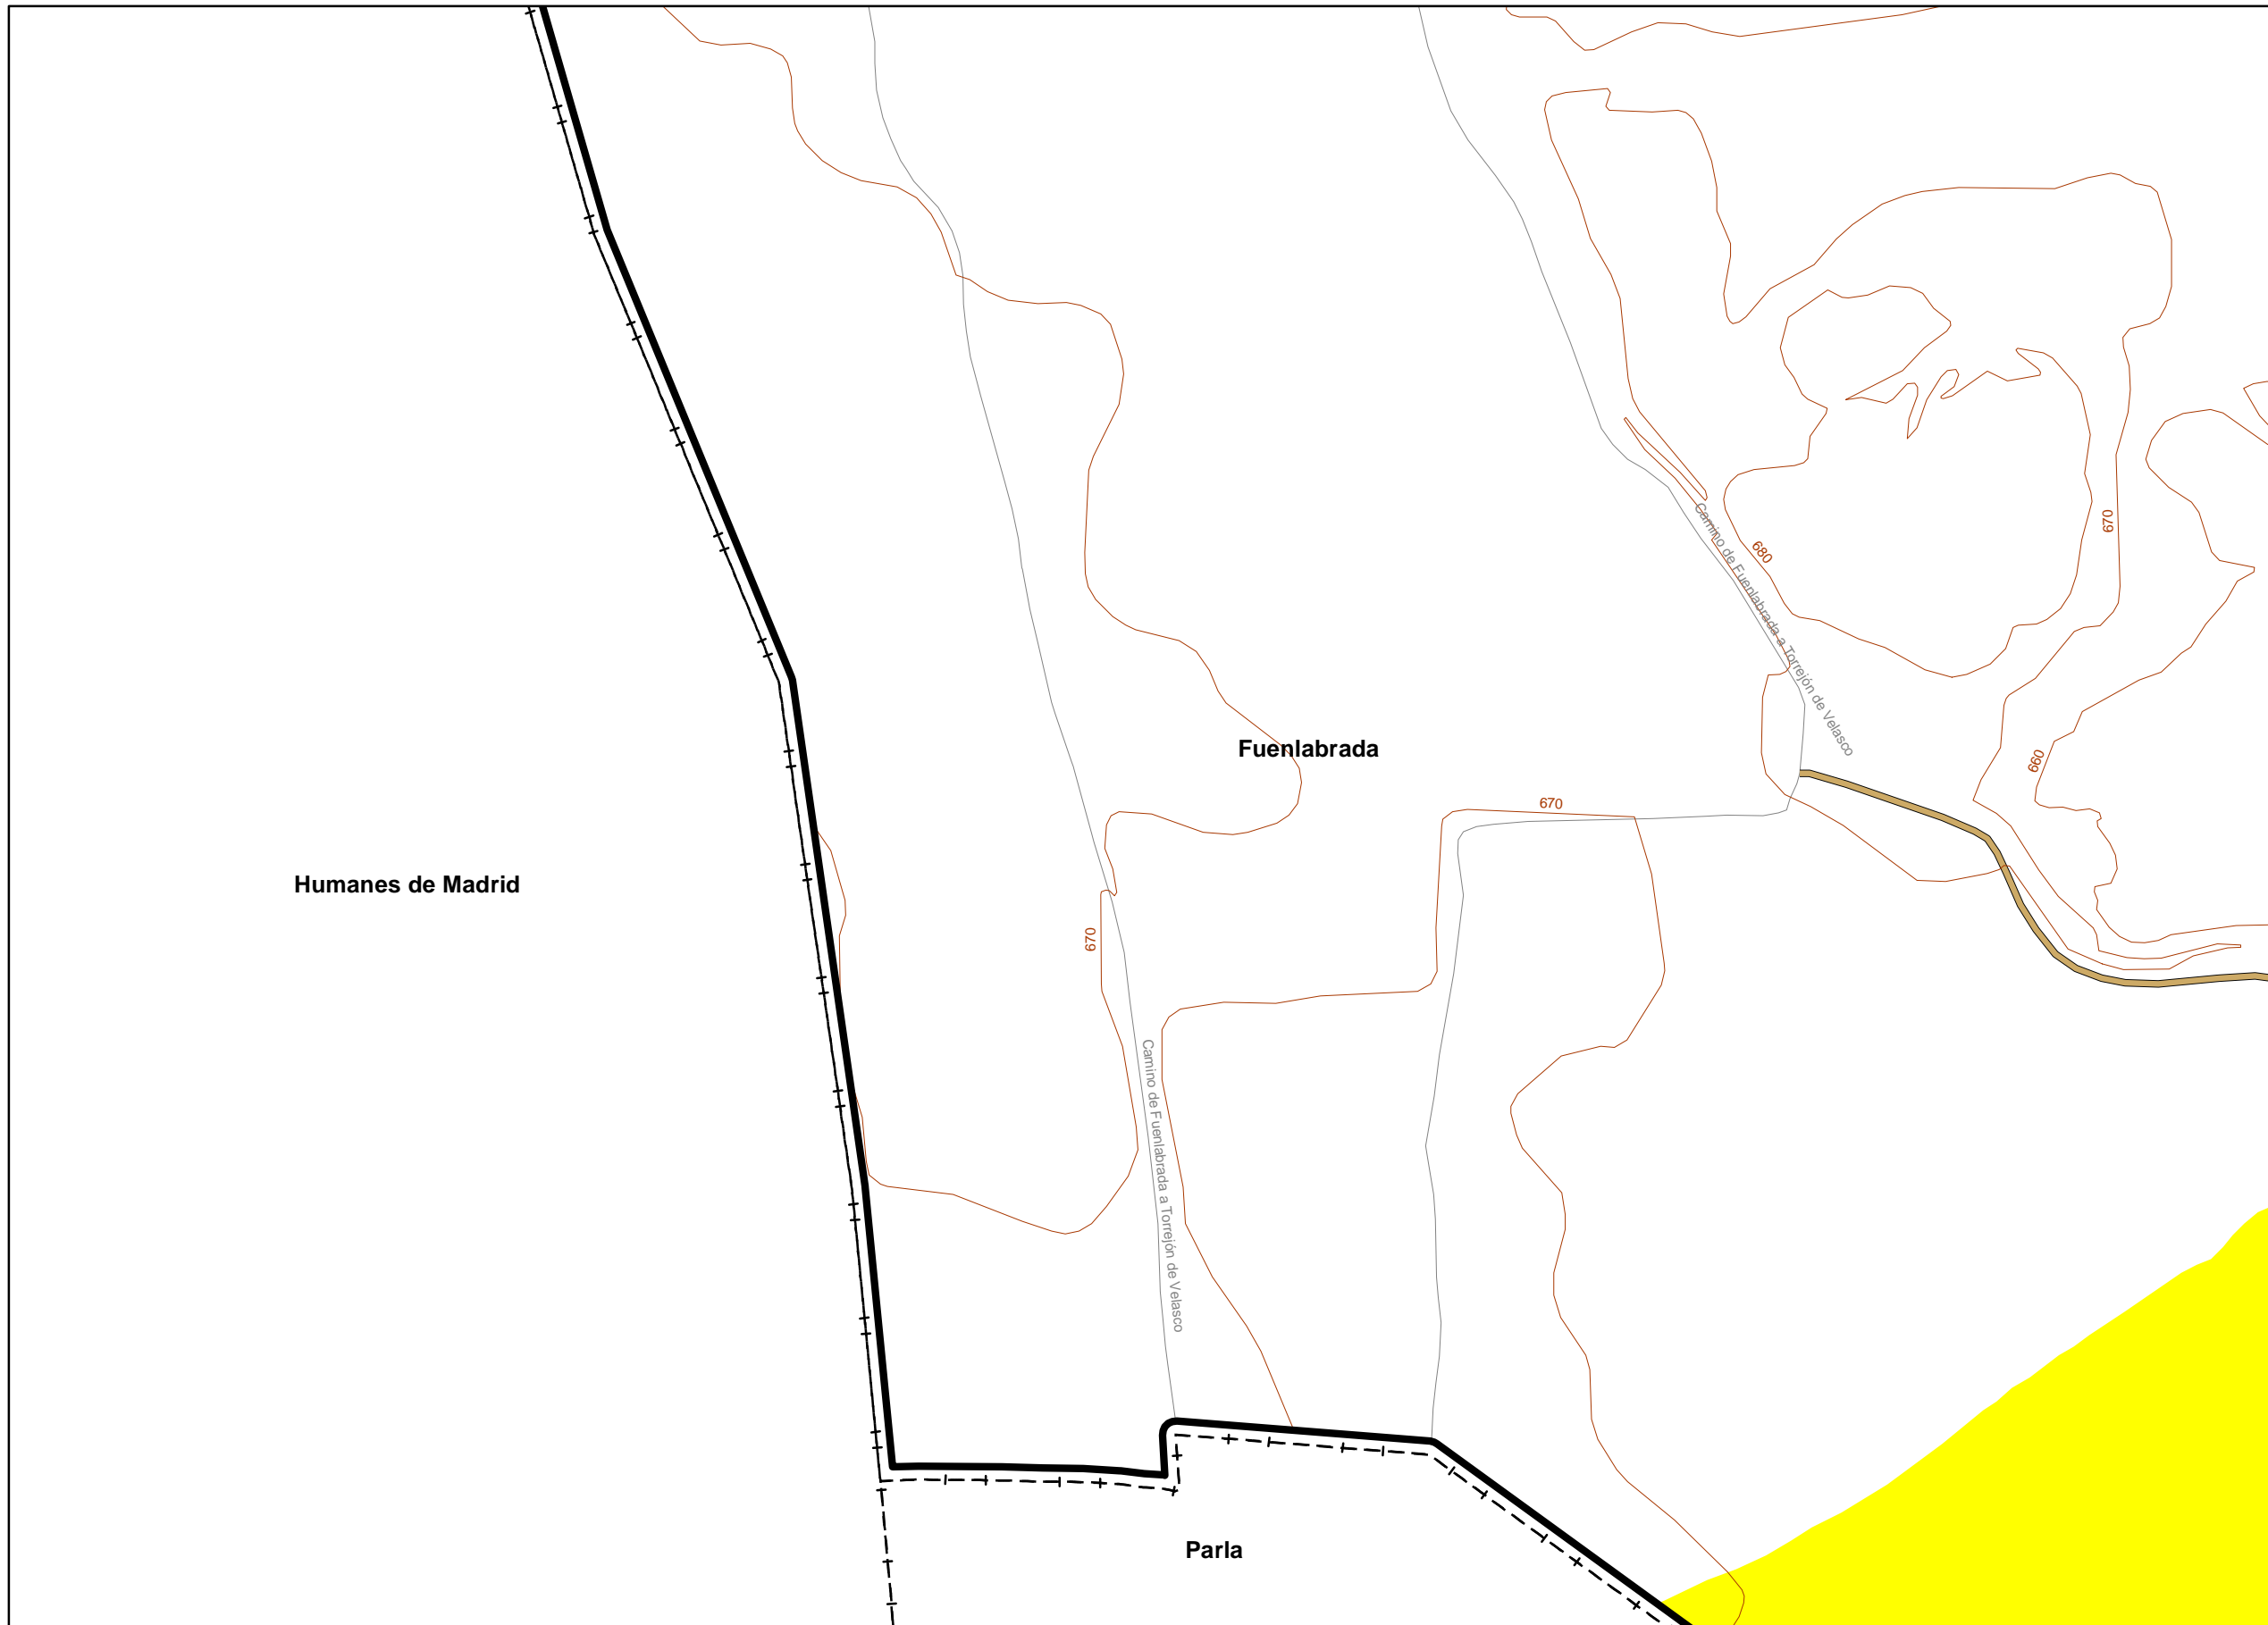 670
680
Camino de Fuenlabrada a Torrejón de Velasco
Fuenlabrada
660
670
Humanes de Madrid
670
Camino de Fuenlabrada a Torrejón de Velasco
Parla